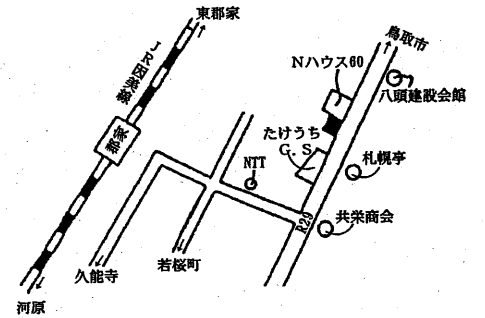 東郡家
鳥取市
JR因美線
Nハウス60
八頭建設会館
郡家
たけうち
G.S
NTT
札幌亭
R29
共栄商会
久能寺
若桜町
河原